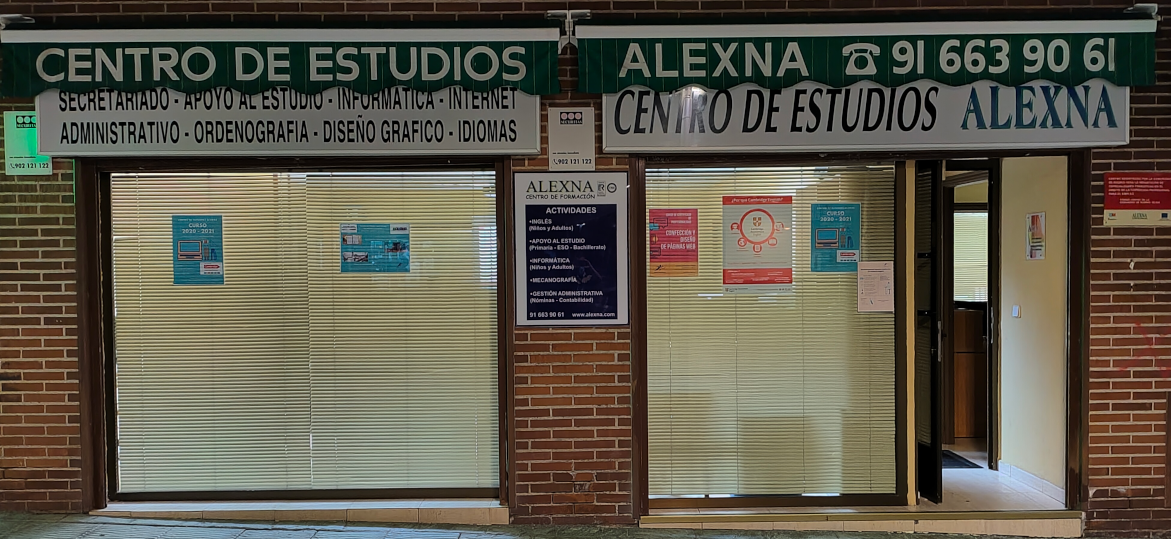 CENTRO DE ESTUDIOS
ALEXNA ☎ 91 663 90 61
SECRETARIADO - APOYO AL ESTUDIO - INFORMATICA - INTERNET
ADMINISTRATIVO - ORDENOGRAFIA - DISEÑO GRAFICO - IDIOMAS
CENTRO DE ESTUDIOS ALEXNA
902 121 122
902 121 122
ALEXNA
CENTRO DE FORMACIÓN
ACTIVIDADES
•INGLÉS
(Niños y Adultos)
•APOYO AL ESTUDIO
(Primaria - ESO - Bachillerato)
•INFORMÁTICA
(Niños y Adultos)
•MECANOGRAFÍA
•GESTIÓN ADMINISTRATIVA
(Nóminas - Contabilidad)
91 663 90 61 www.alexna.com
CURSO
2020 - 2021
CONFECCIÓN Y
DISEÑO
DE PÁGINAS WEB
CURSO
2020 - 2021